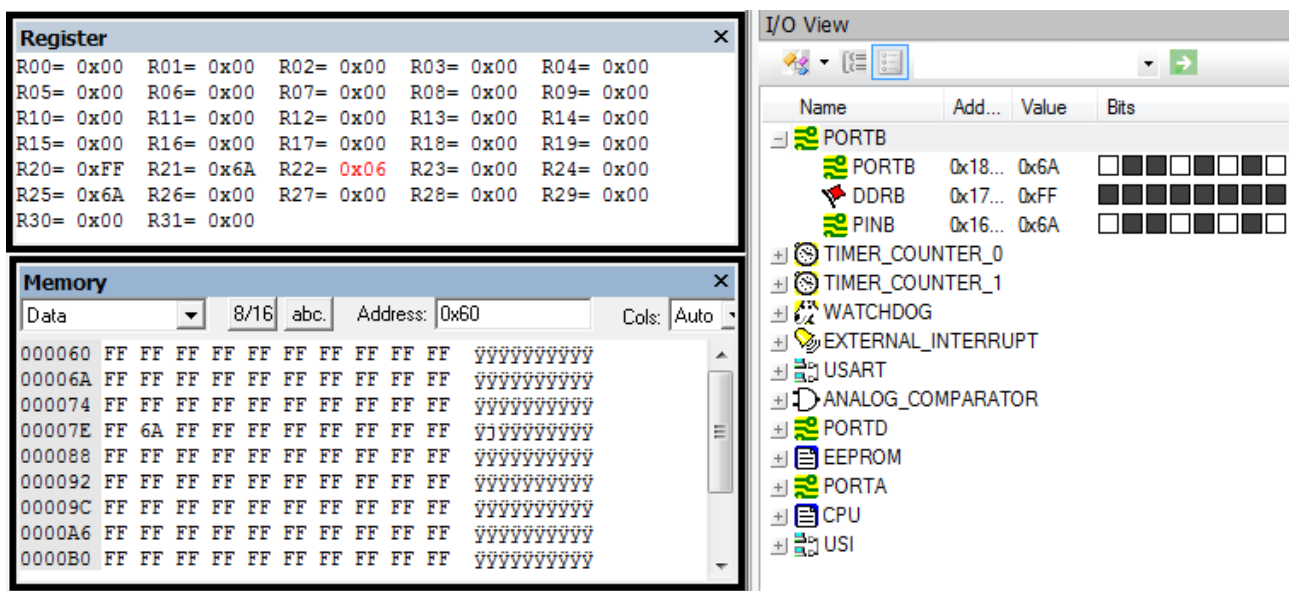 Register ×
R00= 0x00 R01= 0x00 R02= 0x00 R03= 0x00 R04= 0x00
R05= 0x00 R06= 0x00 R07= 0x00 R08= 0x00 R09= 0x00
R10= 0x00 R11= 0x00 R12= 0x00 R13= 0x00 R14= 0x00
R15= 0x00 R16= 0x00 R17= 0x00 R18= 0x00 R19= 0x00
R20= 0xFF R21= 0x6A R22= 0x06 R23= 0x00 R24= 0x00
R25= 0x6A R26= 0x00 R27= 0x00 R28= 0x00 R29= 0x00
R30= 0x00 R31= 0x00
Memory ×
Data 8/16 abc. Address: 0x60 Cols: Auto
000060 FF FF FF FF FF FF FF FF FF FF ÿÿÿÿÿÿÿÿÿÿ
00006A FF FF FF FF FF FF FF FF FF FF ÿÿÿÿÿÿÿÿÿÿ
000074 FF FF FF FF FF FF FF FF FF FF ÿÿÿÿÿÿÿÿÿÿ
00007E FF 6A FF FF FF FF FF FF FF FF ÿjÿÿÿÿÿÿÿÿ
000088 FF FF FF FF FF FF FF FF FF FF ÿÿÿÿÿÿÿÿÿÿ
000092 FF FF FF FF FF FF FF FF FF FF ÿÿÿÿÿÿÿÿÿÿ
00009C FF FF FF FF FF FF FF FF FF FF ÿÿÿÿÿÿÿÿÿÿ
0000A6 FF FF FF FF FF FF FF FF FF FF ÿÿÿÿÿÿÿÿÿÿ
0000B0 FF FF FF FF FF FF FF FF FF FF ÿÿÿÿÿÿÿÿÿÿ
I/O View
Name Add... Value Bits
PORTB
PORTB 0x18... 0x6A
DDRB 0x17... 0xFF
PINB 0x16... 0x6A
TIMER_COUNTER_0
TIMER_COUNTER_1
WATCHDOG
EXTERNAL_INTERRUPT
USART
ANALOG_COMPARATOR
PORTD
EEPROM
PORTA
CPU
USI